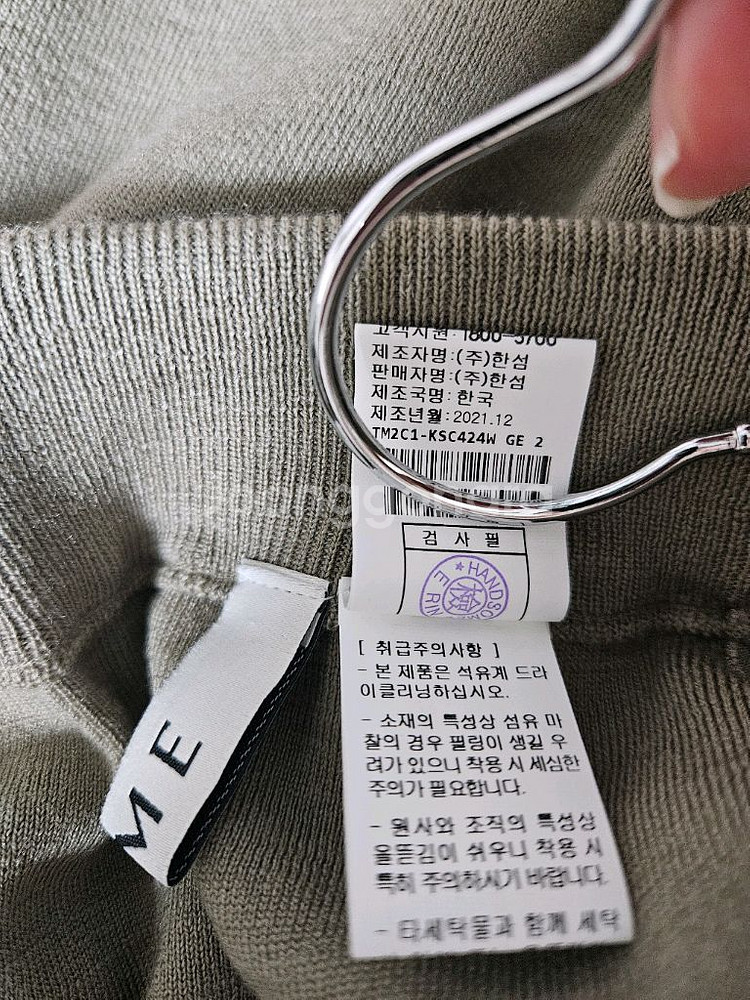 고객지원:1800-5700
제조자명:(주)한섬
판매자명:(주)한섬
제조국명: 한국
제조년월: 2021.12
TM2C1-KSC424W GE 2
검 사 필
HANDSO
E RIN
檢
ME
[ 취급주의사항 ]
- 본 제품은 석유계 드라
이클리닝하십시오.
- 소재의 특성상 섬유 마
찰의 경우 필링이 생길 우
려가 있으니 착용 시 세심한
주의가 필요합니다.
- 원사와 조직의 특성상
올뜯김이 쉬우니 착용 시
특히 주의하시기 바랍니다.
- 타세탁물과 함께 세탁